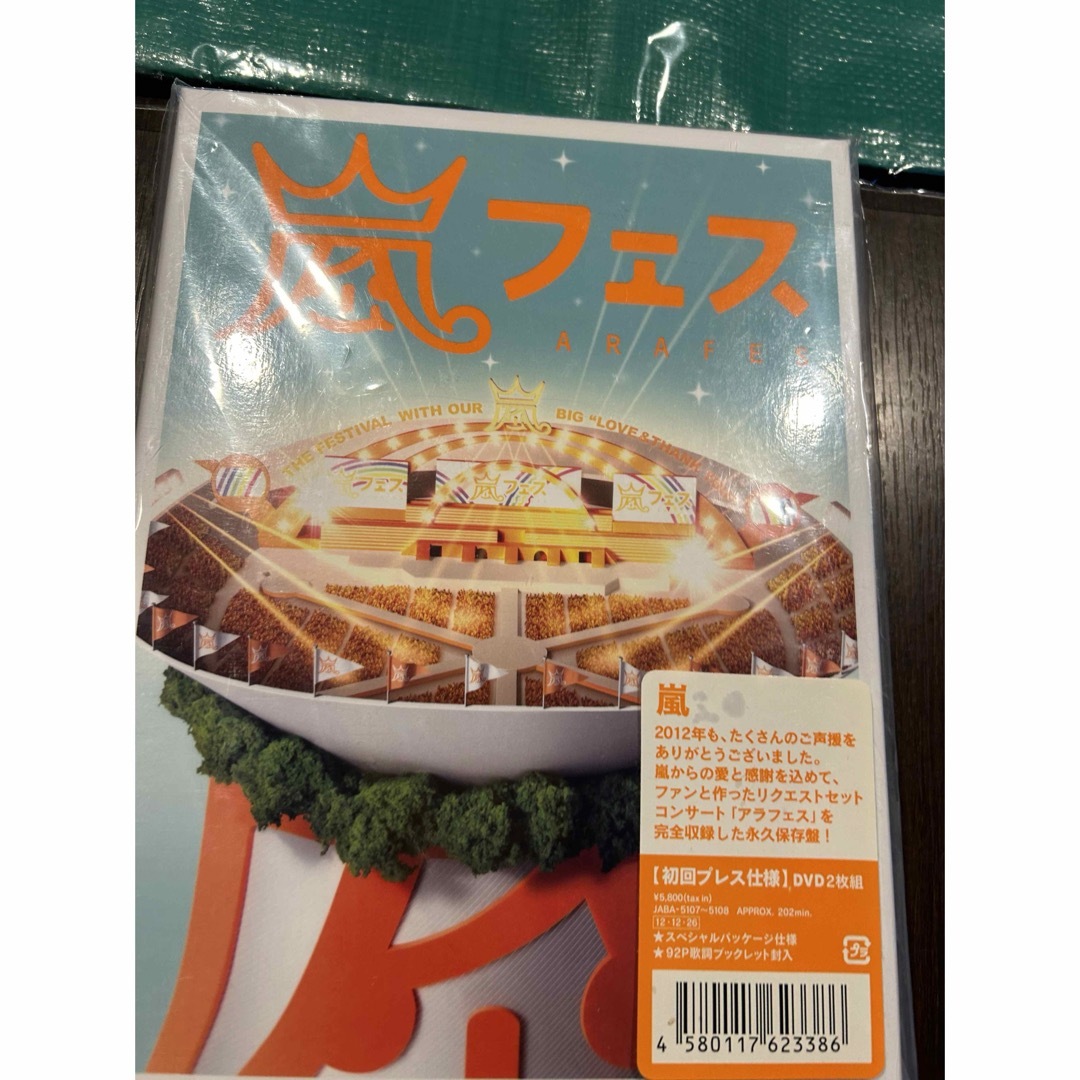 嵐フェス
ARAFES
THE FESTIVAL WITH OUR 嵐 BIG "LOVE & THANK
嵐フェス
嵐フェス
嵐フェス
嵐
2012年も、たくさんのご声援を
ありがとうございました。
嵐からの愛と感謝を込めて、
ファンと作ったリクエストセット
コンサート「アラフェス」を
完全収録した永久保存盤!
【初回プレス仕様】DVD2枚組
¥5,800(tax in)
JABA-5107~5108 APPROX. 202min.
12・12・26
★スペシャルパッケージ仕様
★92P歌詞ブックレット封入
プラ
4 580117 623386